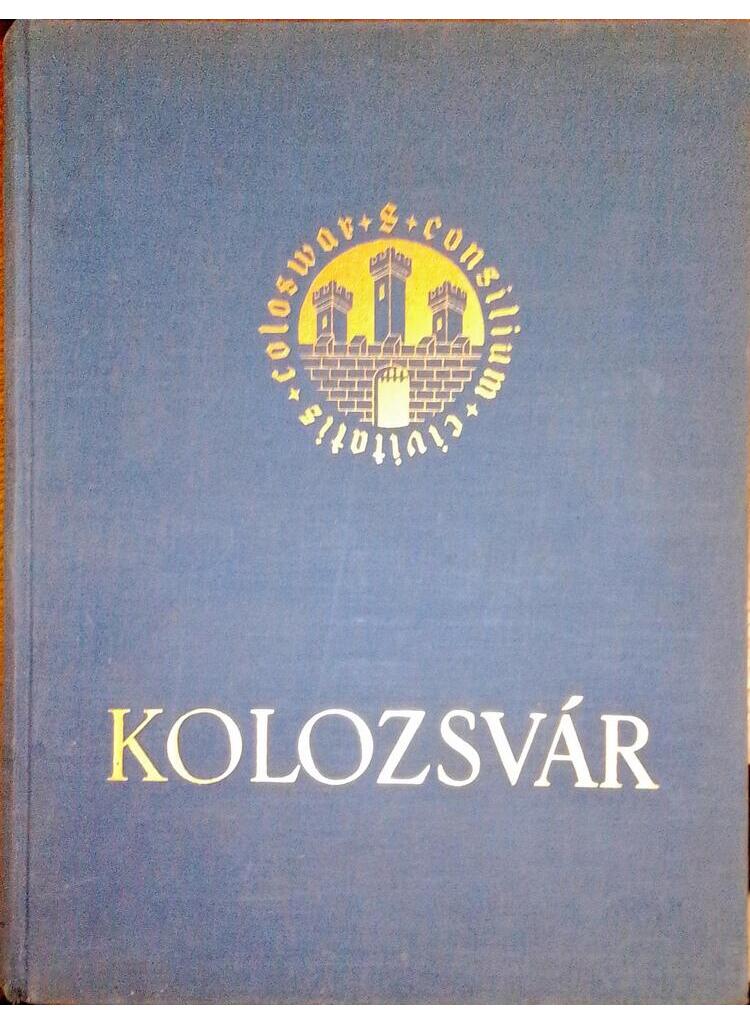 s + consilium + civitatis + coloswar +
KOLOZSVÁR